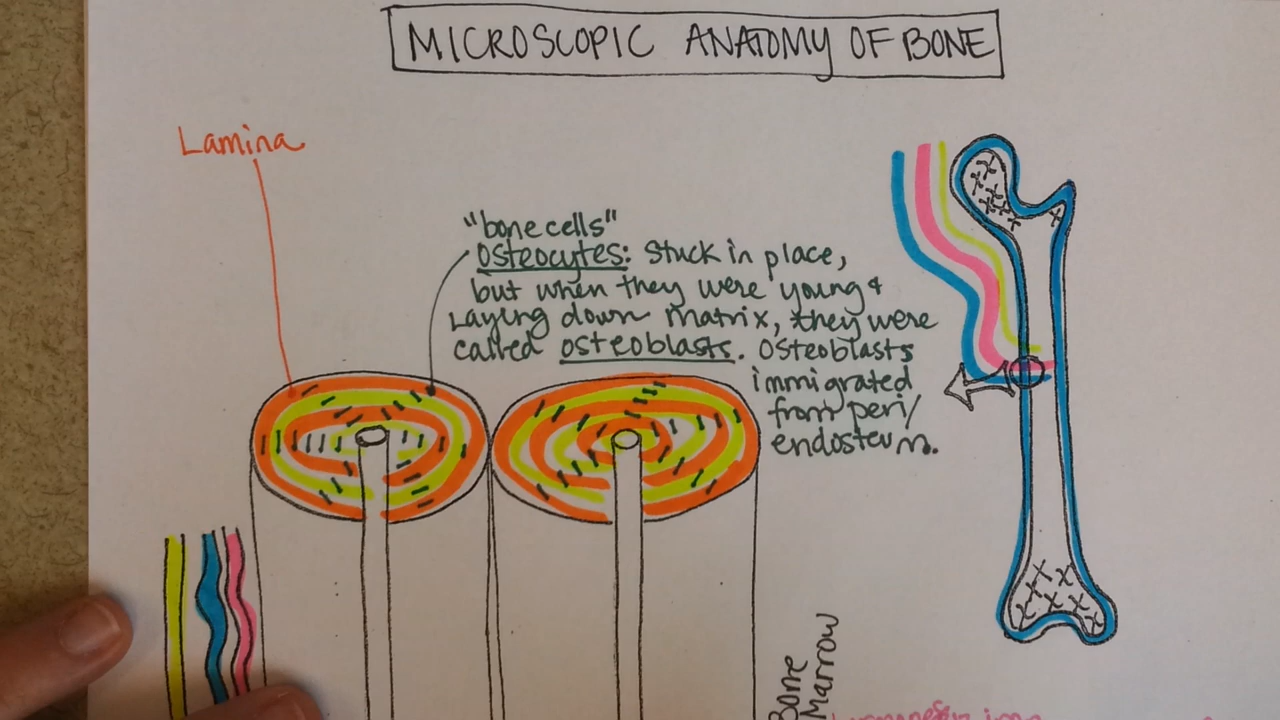 MICROSCOPIC ANATOMY OF BONE
Lamina
"bone cells"
Osteocytes: Stuck in place,
but when they were young &
Laying down matrix, they were
called osteoblasts. Osteoblasts
immigrated
from peri/
endosteum.
Bone
Marrow